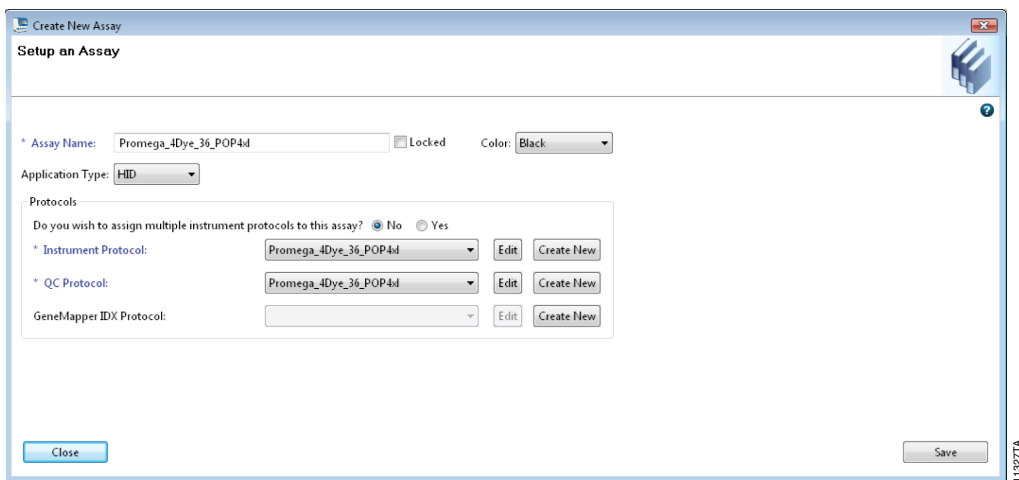 Create New Assay
Setup an Assay
* Assay Name: Promega_4Dye_36_POP4xl Locked Color: Black
Application Type: HID
Protocols
Do you wish to assign multiple instrument protocols to this assay? No Yes
* Instrument Protocol: Promega_4Dye_36_POP4xl Edit Create New
* QC Protocol: Promega_4Dye_36_POP4xl Edit Create New
GeneMapper IDX Protocol: Edit Create New
Close Save
11327TA